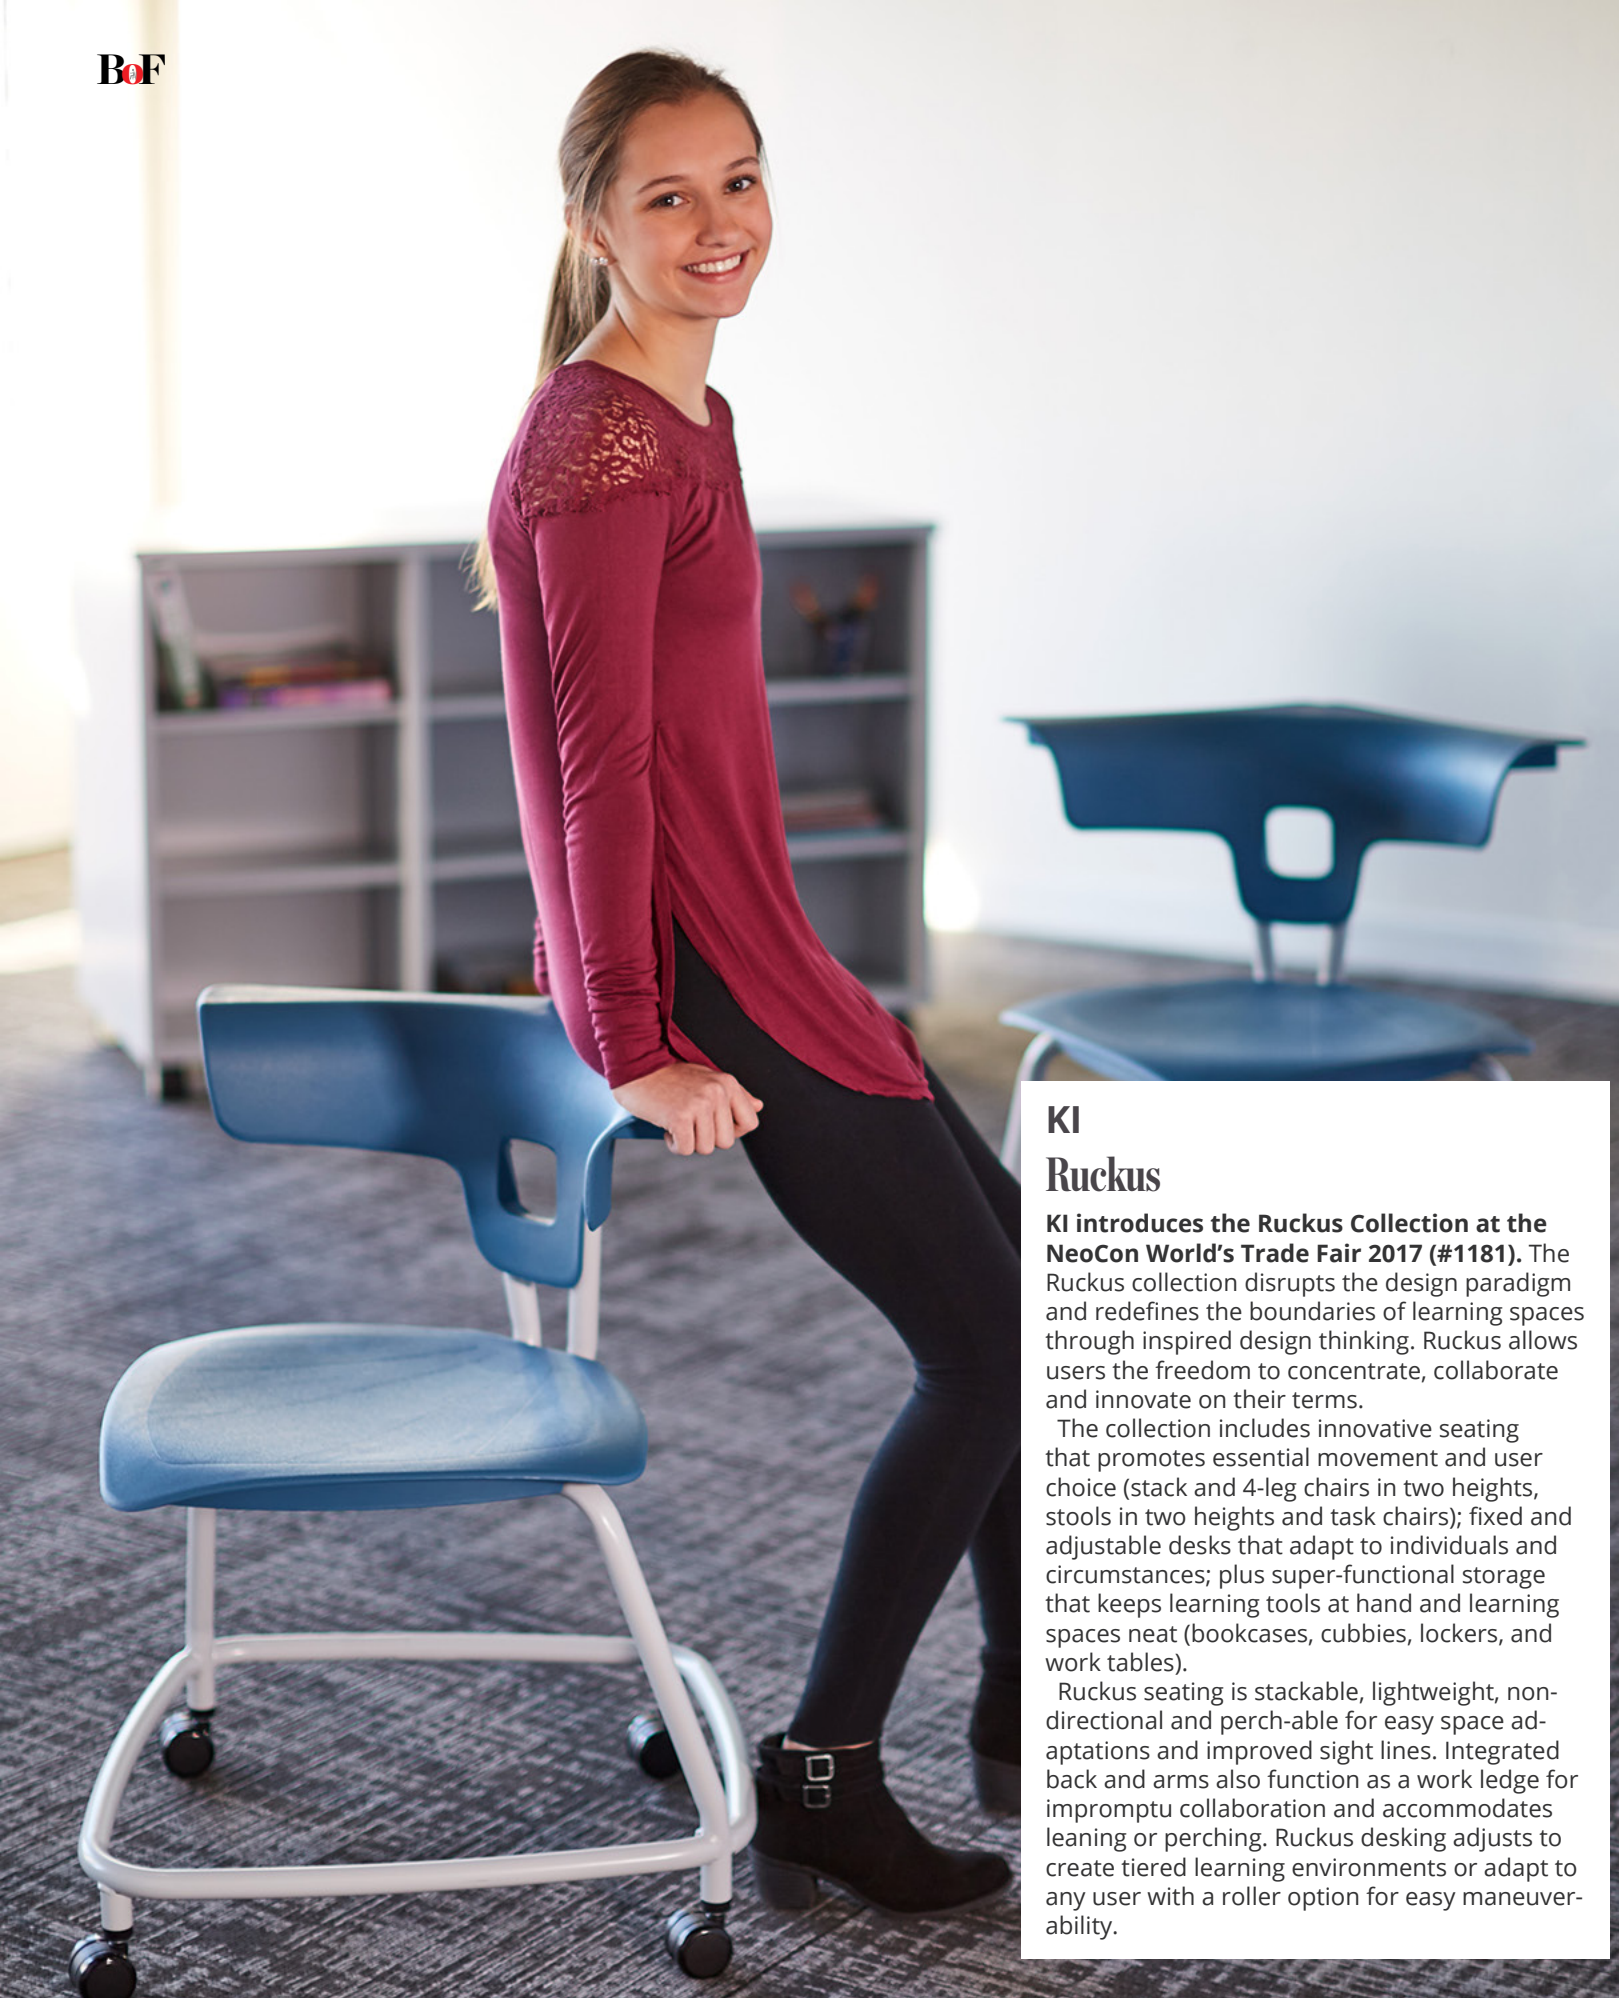 BoF
KI
Ruckus
KI introduces the Ruckus Collection at the
NeoCon World’s Trade Fair 2017 (#1181). The
Ruckus collection disrupts the design paradigm
and redefines the boundaries of learning spaces
through inspired design thinking. Ruckus allows
users the freedom to concentrate, collaborate
and innovate on their terms.
The collection includes innovative seating
that promotes essential movement and user
choice (stack and 4-leg chairs in two heights,
stools in two heights and task chairs); fixed and
adjustable desks that adapt to individuals and
circumstances; plus super-functional storage
that keeps learning tools at hand and learning
spaces neat (bookcases, cubbies, lockers, and
work tables).
Ruckus seating is stackable, lightweight, non-
directional and perch-able for easy space ad-
aptations and improved sight lines. Integrated
back and arms also function as a work ledge for
impromptu collaboration and accommodates
leaning or perching. Ruckus desking adjusts to
create tiered learning environments or adapt to
any user with a roller option for easy maneuver-
ability.